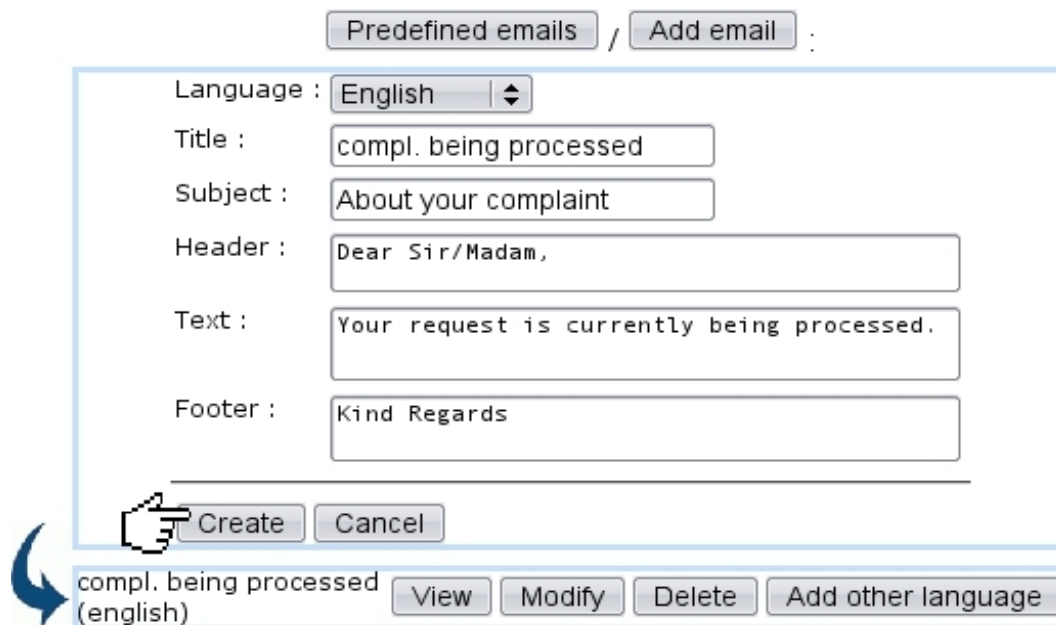 Predefined emails / Add email :
Language : English
Title : compl. being processed
Subject : About your complaint
Header : Dear Sir/Madam,
Text : Your request is currently being processed.
Footer : Kind Regards
Create Cancel
compl. being processed
(english) View Modify Delete Add other language